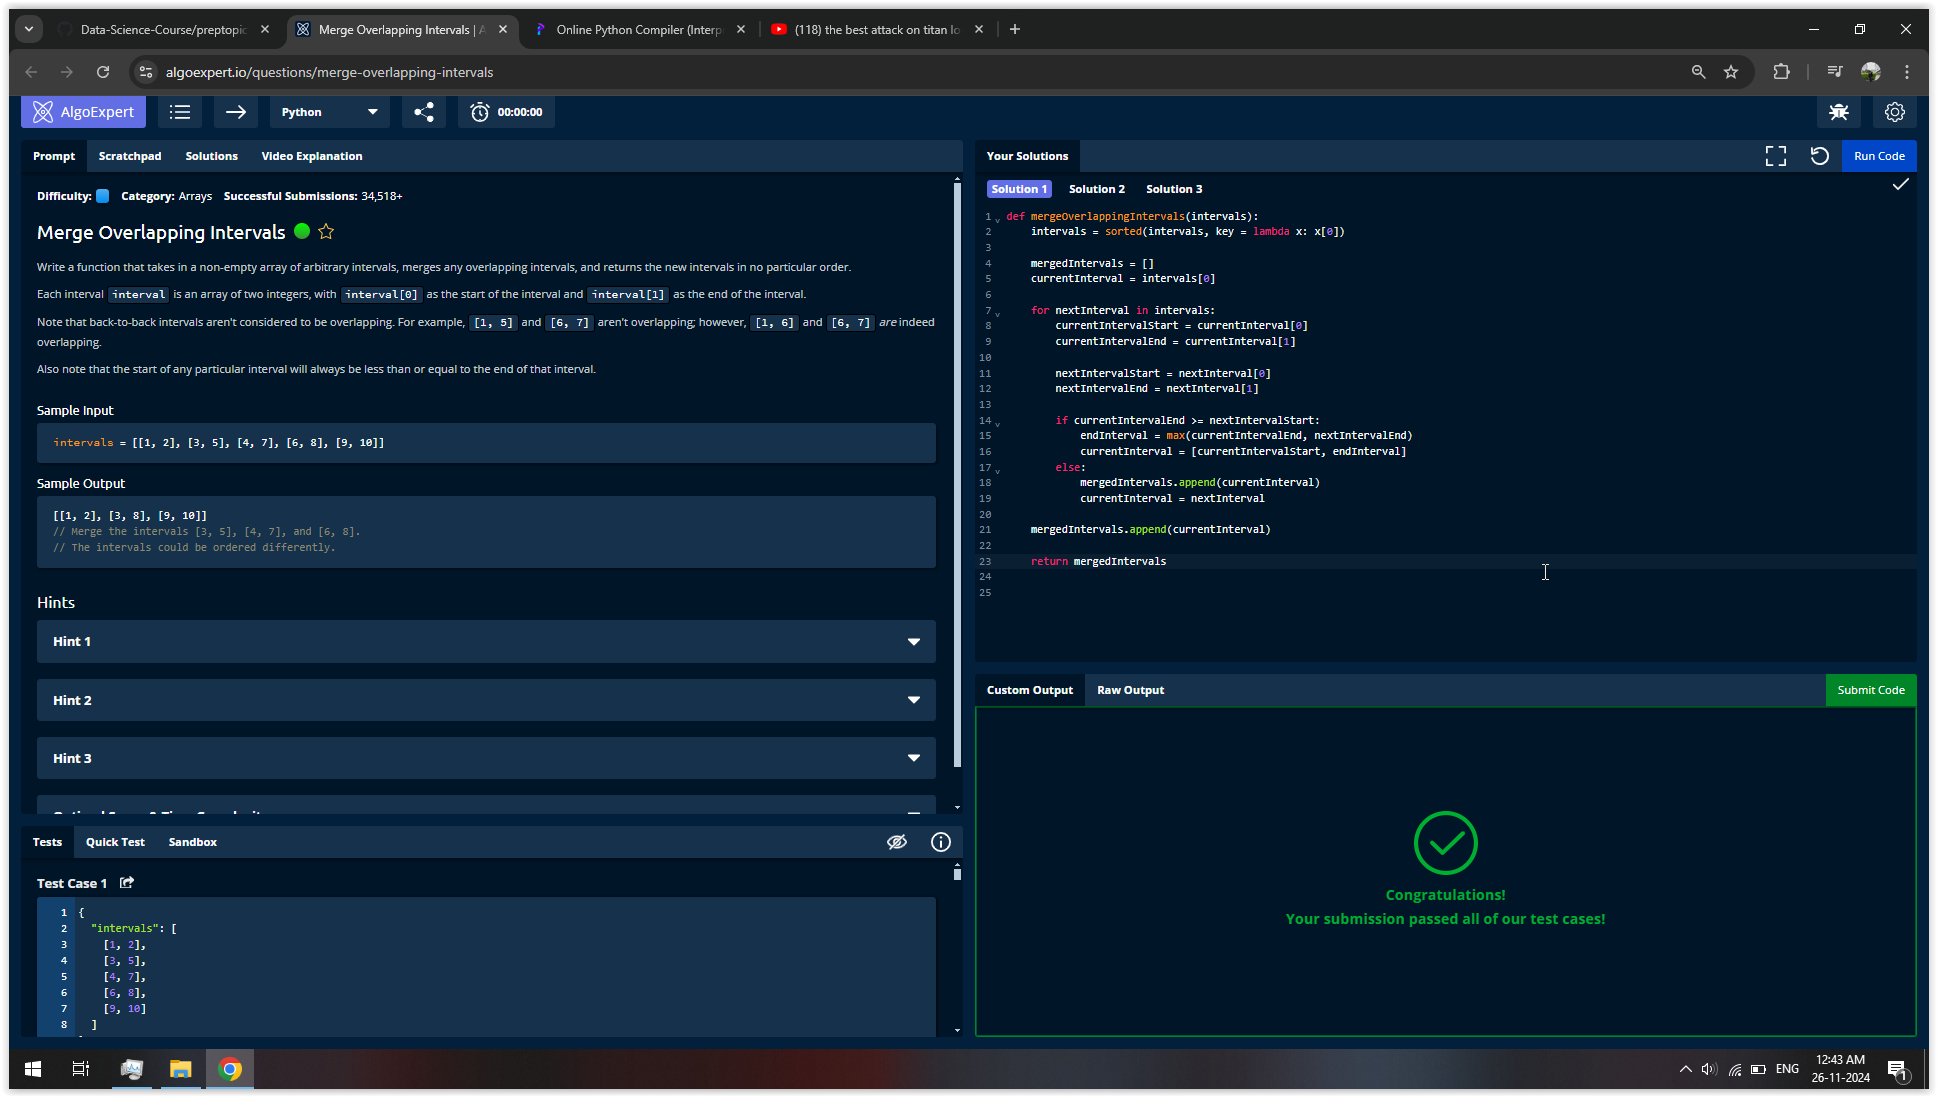 Data-Science-Course/preptopic
Merge Overlapping Intervals | A
Online Python Compiler (Interp
(118) the best attack on titan lo
algoexpert.io/questions/merge-overlapping-intervals
AlgoExpert
Python
00:00:00
Prompt
Scratchpad
Solutions
Video Explanation
Difficulty:
Category: Arrays
Successful Submissions: 34,518+
Merge Overlapping Intervals
Write a function that takes in a non-empty array of arbitrary intervals, merges any overlapping intervals, and returns the new intervals in no particular order.
Each interval interval is an array of two integers, with interval[0] as the start of the interval and interval[1] as the end of the interval.
Note that back-to-back intervals aren't considered to be overlapping. For example, [1, 5] and [6, 7] aren't overlapping; however, [1, 6] and [6, 7] are indeed
overlapping.
Also note that the start of any particular interval will always be less than or equal to the end of that interval.
Sample Input
intervals = [[1, 2], [3, 5], [4, 7], [6, 8], [9, 10]]
Sample Output
[[1, 2], [3, 8], [9, 10]]
// Merge the intervals [3, 5], [4, 7], and [6, 8].
// The intervals could be ordered differently.
Hints
Hint 1
Hint 2
Hint 3
Tests
Quick Test
Sandbox
Test Case 1
1 {
2 "intervals": [
3 [1, 2],
4 [3, 5],
5 [4, 7],
6 [6, 8],
7 [9, 10]
8 ]
Your Solutions
Run Code
Solution 1
Solution 2
Solution 3
1 def mergeOverlappingIntervals(intervals):
2 intervals = sorted(intervals, key = lambda x: x[0])
3
4 mergedIntervals = []
5 currentInterval = intervals[0]
6
7 for nextInterval in intervals:
8 currentIntervalStart = currentInterval[0]
9 currentIntervalEnd = currentInterval[1]
10
11 nextIntervalStart = nextInterval[0]
12 nextIntervalEnd = nextInterval[1]
13
14 if currentIntervalEnd >= nextIntervalStart:
15 endInterval = max(currentIntervalEnd, nextIntervalEnd)
16 currentInterval = [currentIntervalStart, endInterval]
17 else:
18 mergedIntervals.append(currentInterval)
19 currentInterval = nextInterval
20
21 mergedIntervals.append(currentInterval)
22
23 return mergedIntervals
24
25
Custom Output
Raw Output
Submit Code
Congratulations!
Your submission passed all of our test cases!
ENG
12:43 AM
26-11-2024
1